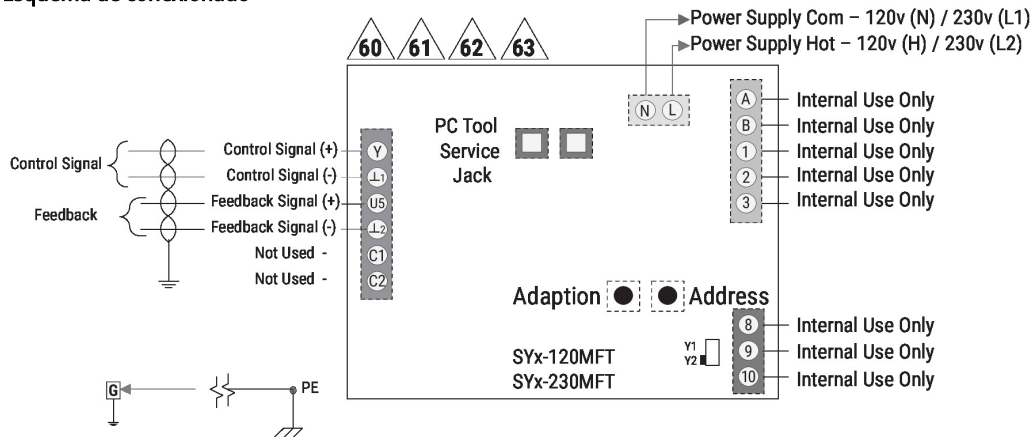 Esquema de conexionado
Power Supply Com – 120v (N) / 230v (L1)
Power Supply Hot – 120v (H) / 230v (L2)
60 61 62 63
N L
PC Tool
Service
Jack
A Internal Use Only
B Internal Use Only
1 Internal Use Only
2 Internal Use Only
3 Internal Use Only
Control Signal
Control Signal (+) Y
Control Signal (-) ⊥1
Feedback
Feedback Signal (+) U5
Feedback Signal (-) ⊥2
Not Used - C1
Not Used - C2
Adaption Address
SYx-120MFT
SYx-230MFT
Y1
Y2
8 Internal Use Only
9 Internal Use Only
10 Internal Use Only
G PE